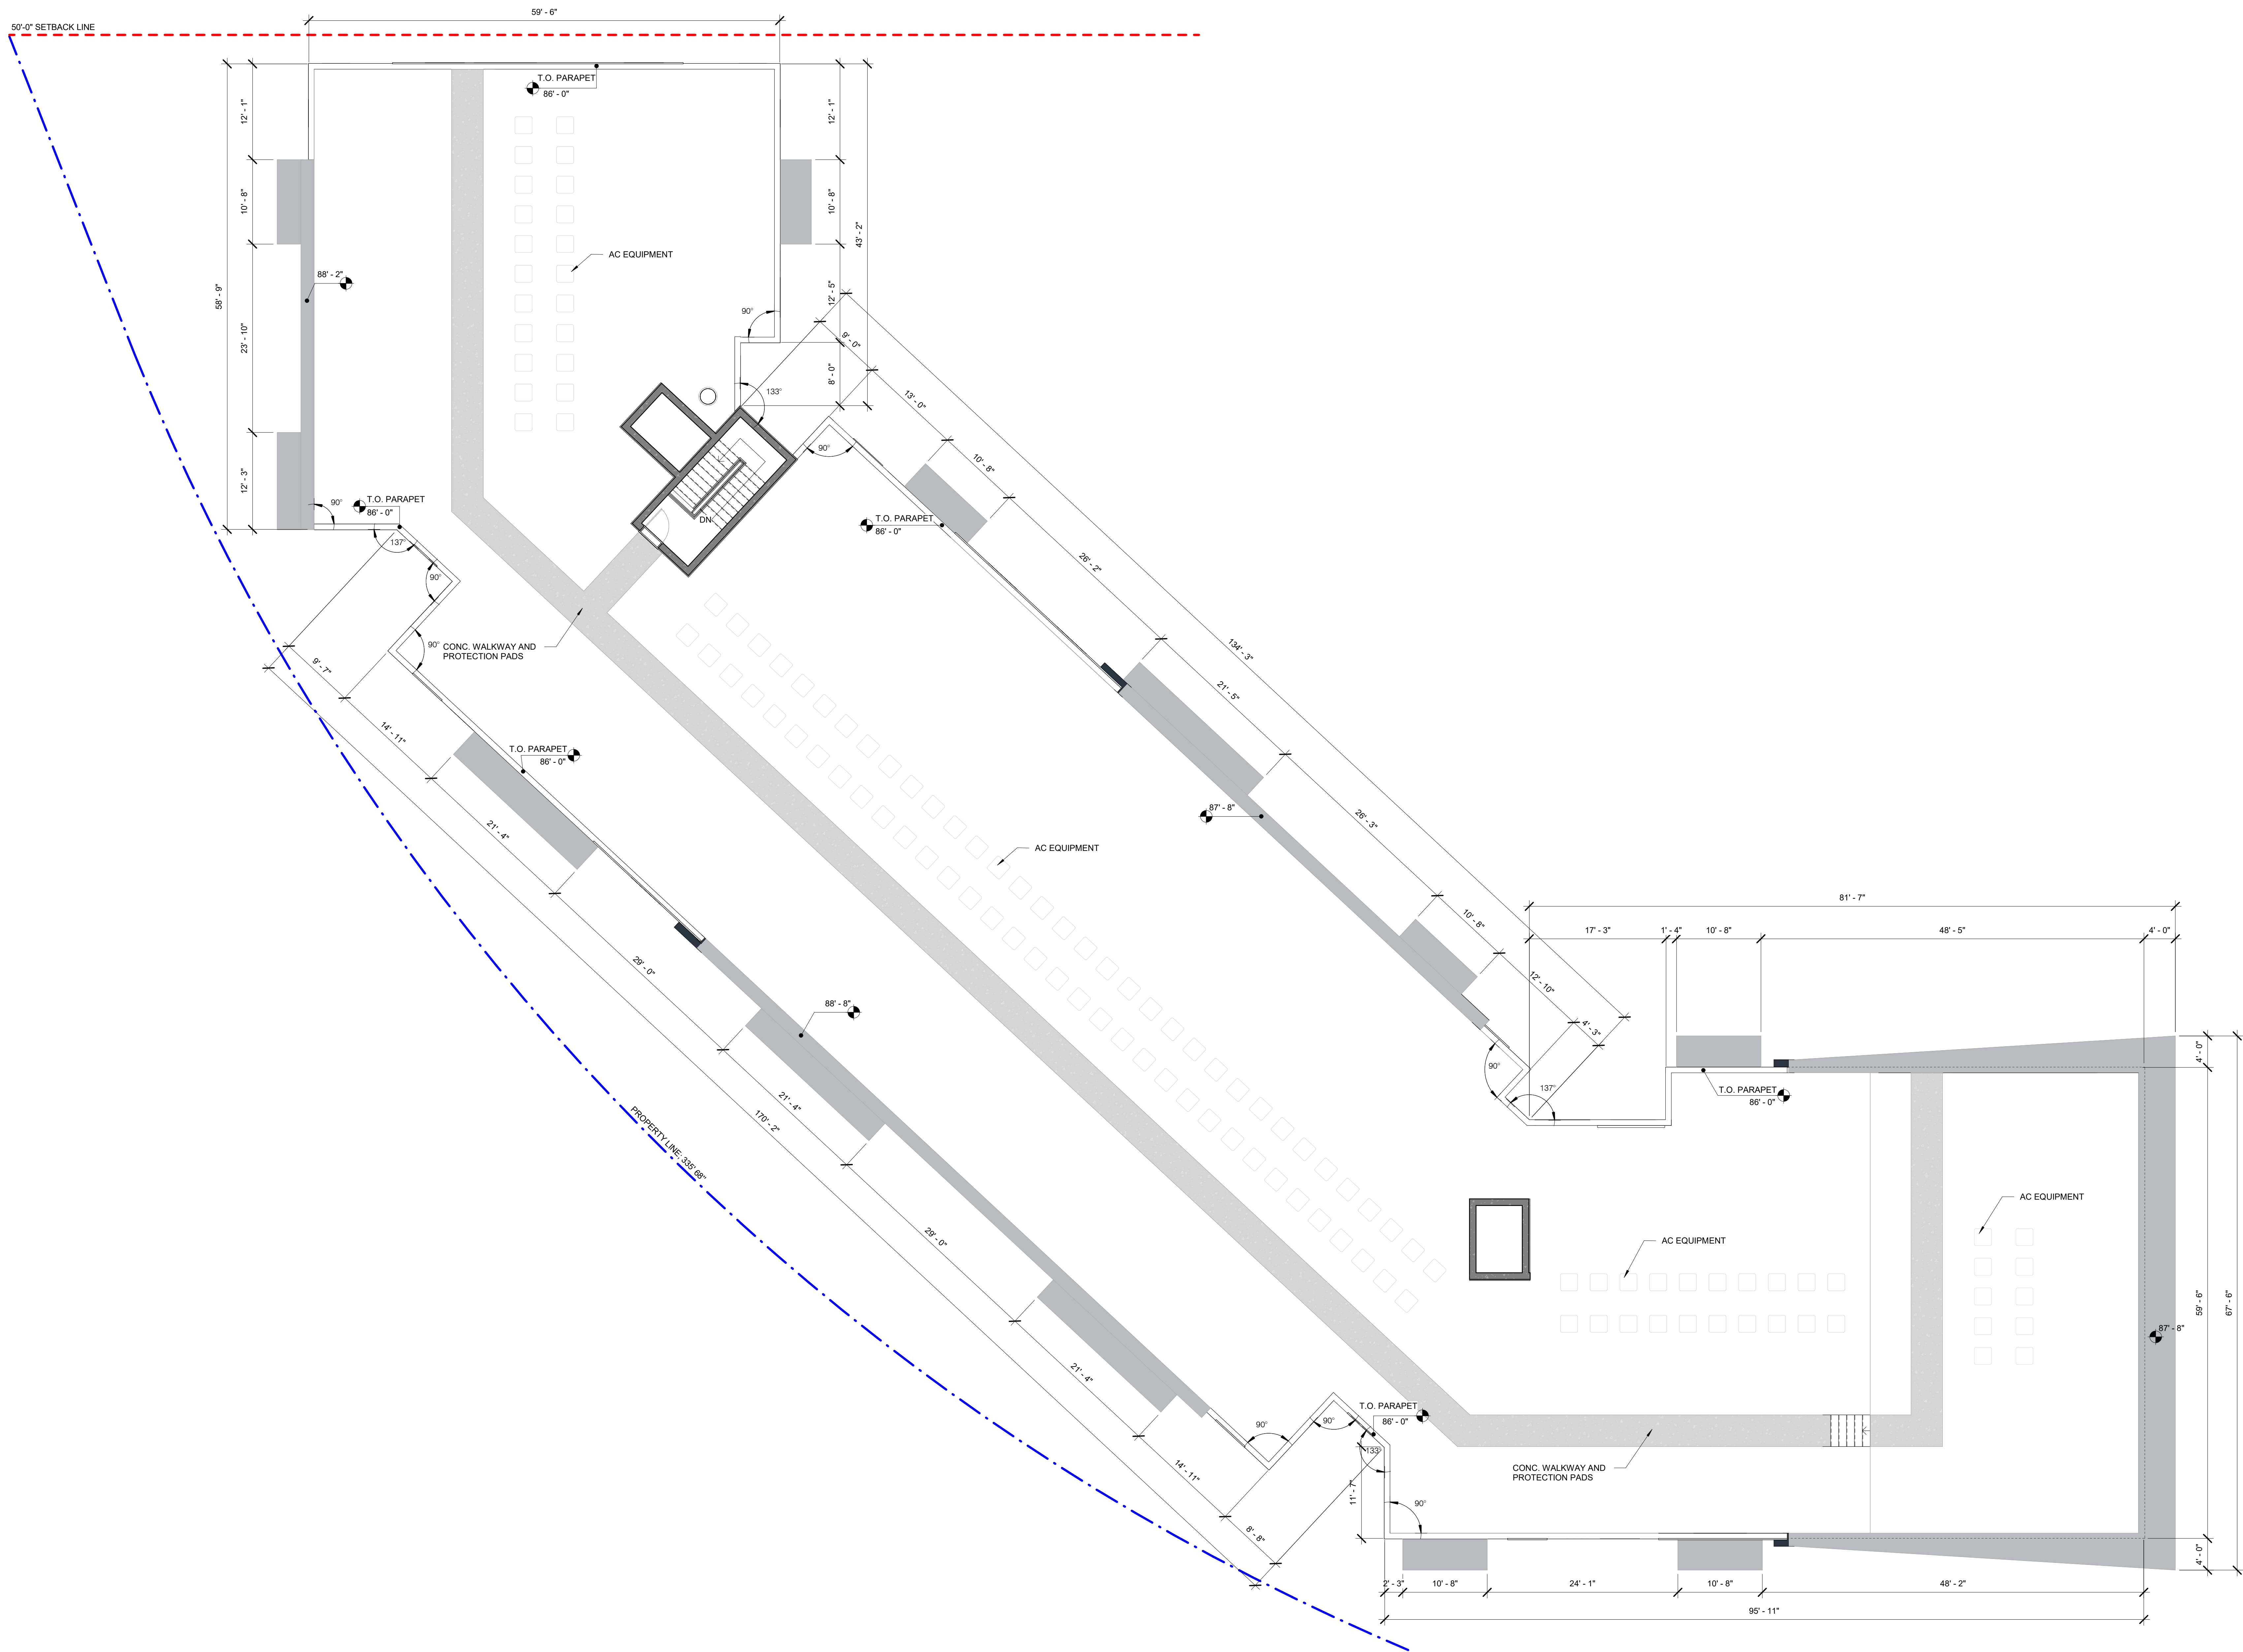 59' - 6"
50'-0" SETBACK LINE
T.O. PARAPET
86' - 0"
12' - 1"
10' - 8"
23' - 10"
12' - 3"
58' - 9"
88' - 2"
AC EQUIPMENT
12' - 1"
10' - 8"
12' - 5"
8' - 0"
43' - 2"
90°
133°
90°
T.O. PARAPET
86' - 0"
137°
90°
90°
CONC. WALKWAY AND
PROTECTION PADS
DN
90°
T.O. PARAPET
86' - 0"
9' - 0"
13' - 0"
10' - 8"
26' - 2"
21' - 5"
26' - 3"
10' - 8"
12' - 10"
4' - 3"
134' - 3"
9' - 7"
14' - 11"
21' - 4"
29' - 0"
21' - 4"
29' - 0"
21' - 4"
14' - 11"
8' - 8"
170' - 2"
T.O. PARAPET
86' - 0"
88' - 8"
87' - 8"
AC EQUIPMENT
PROPERTY LINE: 335' 68"
81' - 7"
17' - 3"
1' - 4"
10' - 8"
48' - 5"
4' - 0"
90°
137°
T.O. PARAPET
86' - 0"
AC EQUIPMENT
AC EQUIPMENT
4' - 0"
59' - 6"
67' - 6"
4' - 0"
87' - 8"
T.O. PARAPET
86' - 0"
90°
90°
133
11' - 7"
90°
CONC. WALKWAY AND
PROTECTION PADS
2' - 3"
10' - 8"
24' - 1"
10' - 8"
48' - 2"
95' - 11"